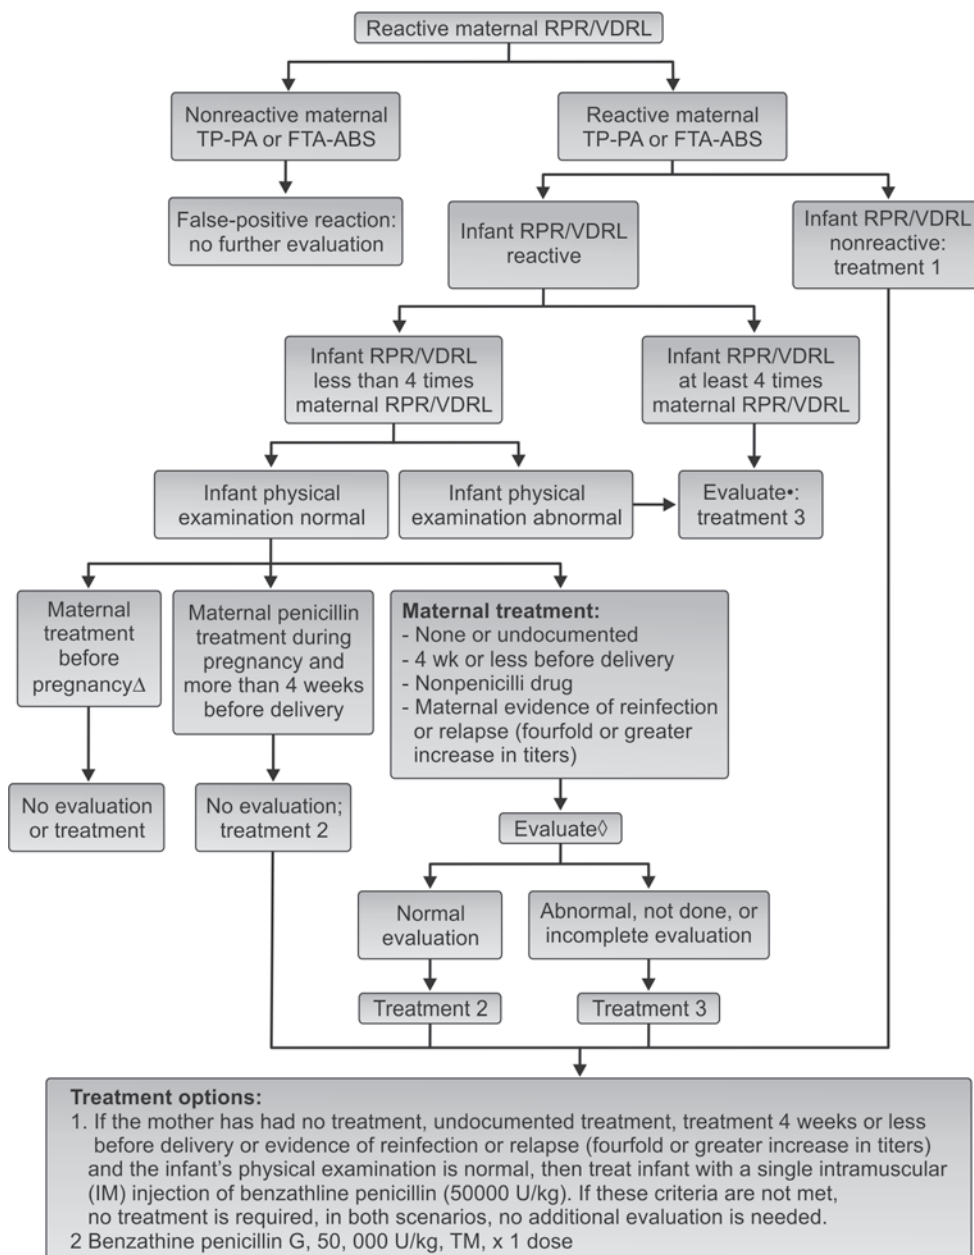 Reactive maternal RPR/VDRL
Nonreactive maternal
TP-PA or FTA-ABS
Reactive maternal
TP-PA or FTA-ABS
False-positive reaction:
no further evaluation
Infant RPR/VDRL
reactive
Infant RPR/VDRL
nonreactive:
treatment 1
Infant RPR/VDRL
less than 4 times
maternal RPR/VDRL
Infant RPR/VDRL
at least 4 times
maternal RPR/VDRL
Infant physical
examination normal
Infant physical
examination abnormal
Evaluate•:
treatment 3
Maternal
treatment
before
pregnancyΔ
Maternal penicillin
treatment during
pregnancy and
more than 4 weeks
before delivery
Maternal treatment:
- None or undocumented
- 4 wk or less before delivery
- Nonpenicilli drug
- Maternal evidence of reinfection
or relapse (fourfold or greater
increase in titers)
No evaluation
or treatment
No evaluation;
treatment 2
Evaluate◊
Normal
evaluation
Abnormal, not done, or
incomplete evaluation
Treatment 2
Treatment 3
Treatment options:
1. If the mother has had no treatment, undocumented treatment, treatment 4 weeks or less
before delivery or evidence of reinfection or relapse (fourfold or greater increase in titers)
and the infant's physical examination is normal, then treat infant with a single intramuscular
(IM) injection of benzathline penicillin (50000 U/kg). If these criteria are not met,
no treatment is required, in both scenarios, no additional evaluation is needed.
2 Benzathine penicillin G, 50, 000 U/kg, TM, x 1 dose